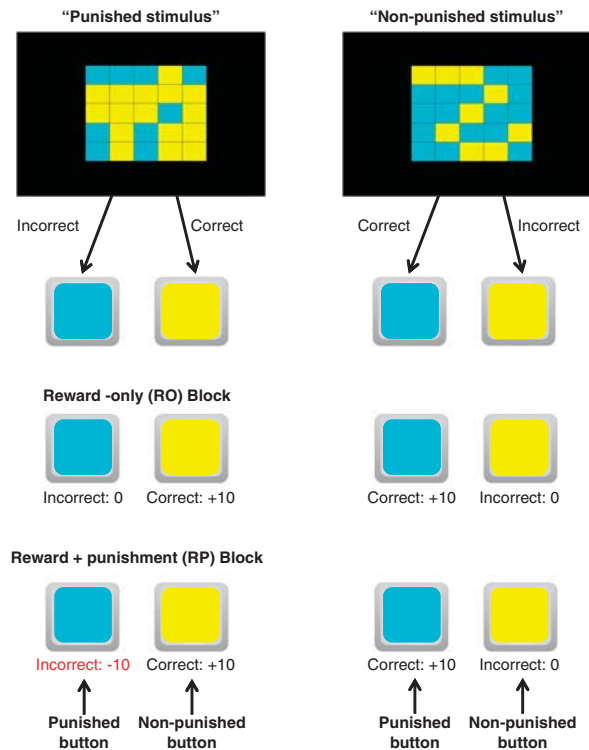 “Punished stimulus” “Non-punished stimulus”
Incorrect Correct Correct Incorrect
Reward -only (RO) Block
Incorrect: 0 Correct: +10 Correct: +10 Incorrect: 0
Reward + punishment (RP) Block
Incorrect: -10 Correct: +10 Correct: +10 Incorrect: 0
Punished Non-punished Punished Non-punished
button button button button